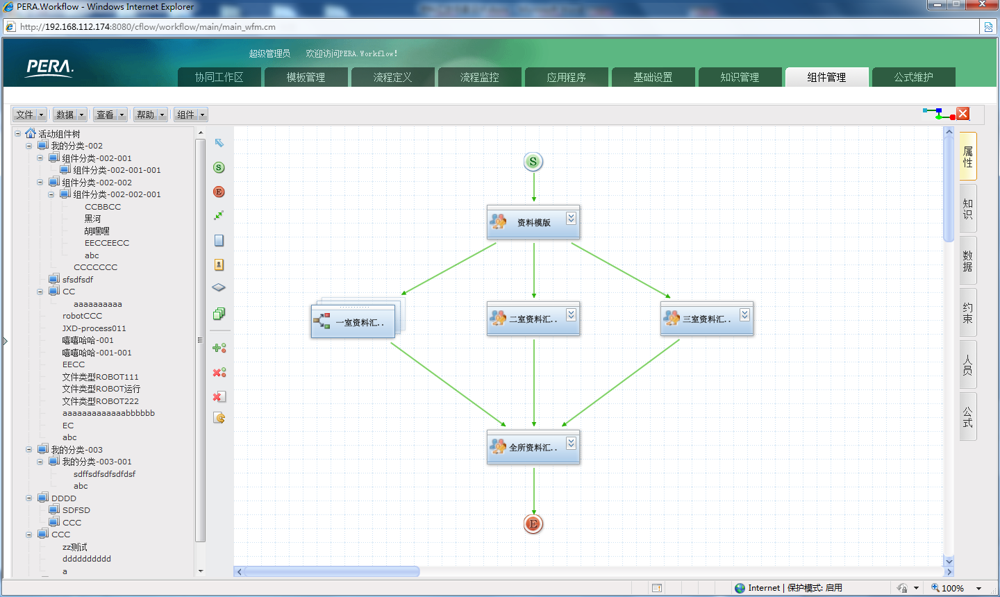 PERA.Workflow - Windows Internet Explorer
http://192.168.112.174:8080/cflow/workflow/main/main_wfm.cm
PERA.
超级管理员 欢迎访问PERA.Workflow!
协同工作区 模板管理 流程定义 流程监控 应用程序 基础设置 知识管理 组件管理 公式维护
文件 数据 查看 帮助 组件
活动组件树
我的分类-002
组件分类-002-001
组件分类-002-001-001
组件分类-002-002
组件分类-002-002-001
CCBBCC
黑河
胡嘿嘿
EECCEECC
abc
CCCCCCC
sfsdfsdf
CC
aaaaaaaaaa
robotCCC
JXD-process011
嘻嘻哈哈-001
嘻嘻哈哈-001-001
EECC
文件类型ROBOT111
文件类型ROBOT运行
文件类型ROBOT222
aaaaaaaaaaaaabbbbbb
EC
abc
我的分类-003
我的分类-003-001
sdffsdfsdfsdfdsf
abc
DDDD
SDFSD
CCC
CCC
zz测试
dddddddddd
a
S
E
S
资料模版
一室资料汇..
二室资料汇..
三室资料汇..
全所资料汇..
E
属性
知识
数据
约束
人员
公式
Internet | 保护模式: 启用
100%